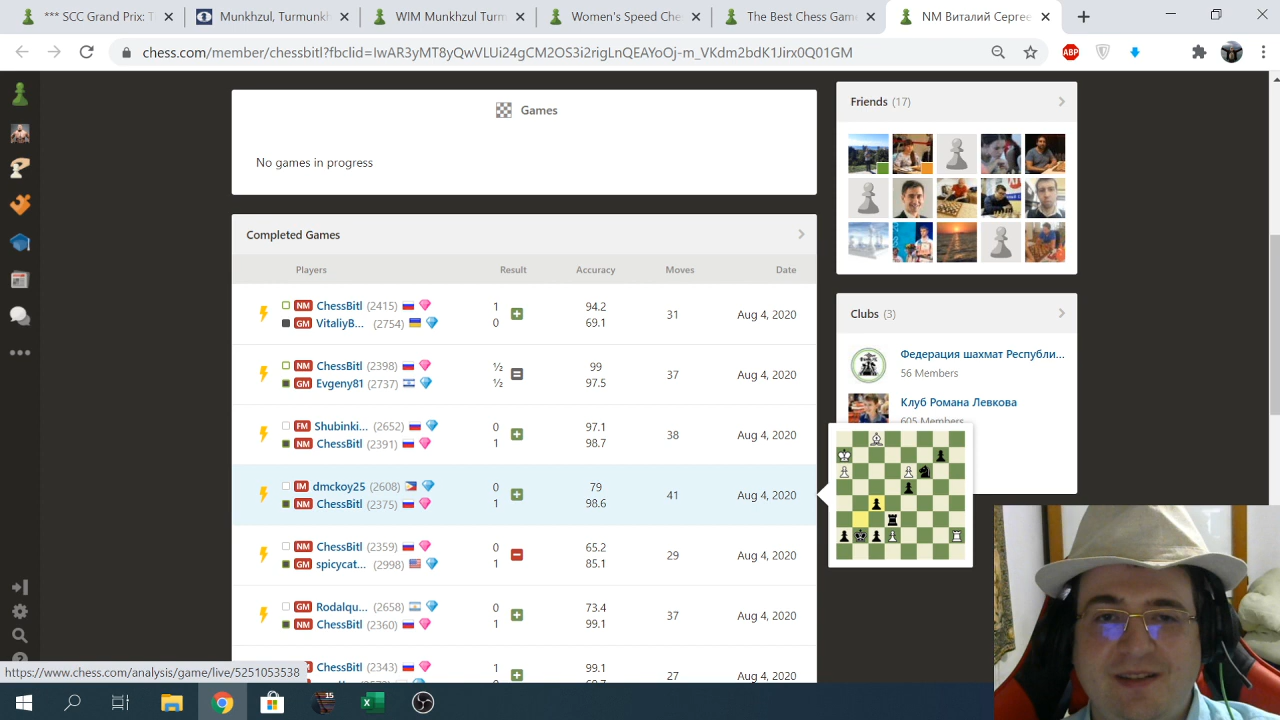 ** SCC Grand Prix: T
Munkhzul Munkhzul
WIM Munkhzul Turn
Women's Speed Che
The Best Chess Gam
NM Виталий Сергее
chess.com/member/chessbitl?fbclid=IwAR3yMT8yQwVLUi24gCM2OS3i2rigLnQEAYoOj-m_VKdm2bdK1Jirx0Q01GM
ABP
Games
No games in progress
Friends (17)
Completed Games
Players Result Accuracy Moves Date
NM ChessBitl (2415) 1 94.2
GM VitaliyB... (2754) 0 69.1
31 Aug 4, 2020
NM ChessBitl (2398) ½ 99
GM Evgeny81 (2737) ½ 97.5
37 Aug 4, 2020
FM Shubinki... (2652) 0 97.1
NM ChessBitl (2391) 1 98.7
38 Aug 4, 2020
IM dmckoy25 (2608) 0 79
NM ChessBitl (2375) 1 98.6
41 Aug 4, 2020
NM ChessBitl (2359) 0 65.2
GM spicycat... (2998) 1 85.1
29 Aug 4, 2020
GM Rodalqu... (2658) 0 73.4
NM ChessBitl (2360) 1 99.1
37 Aug 4, 2020
ChessBitl (2343) 1 99.1
27 Aug 4, 2020
Clubs (3)
Федерация шахмат Республи...
56 Members
Клуб Романа Левкова
605 Members
https://www.chess.com/analysis/game/live/5251053538
15